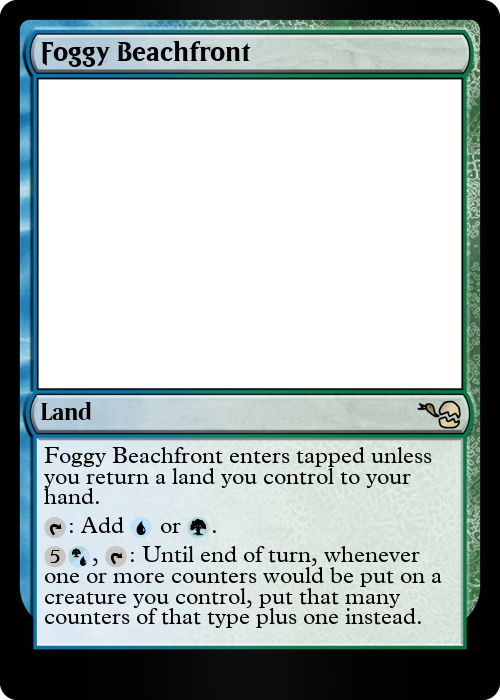 Foggy Beachfront
Land
Foggy Beachfront enters tapped unless
you return a land you control to your
hand.
: Add or .
5 , : Until end of turn, whenever
one or more counters would be put on a
creature you control, put that many
counters of that type plus one instead.